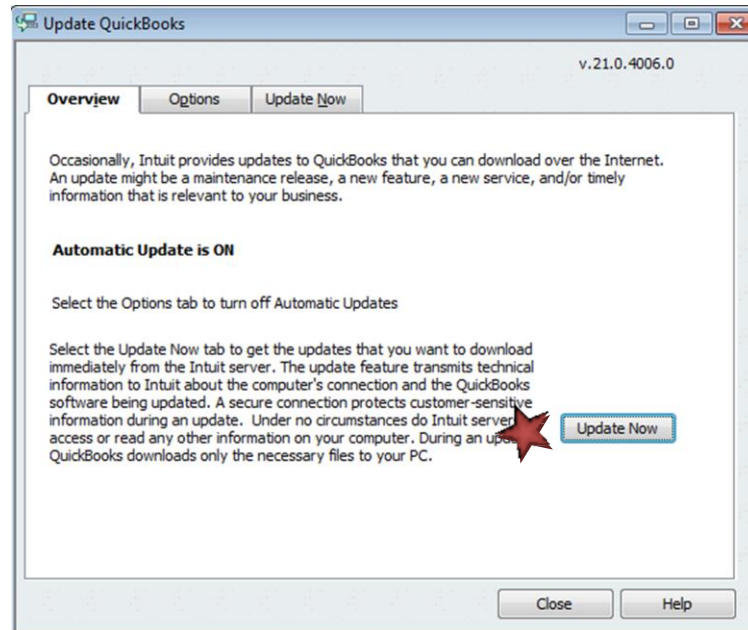 Update QuickBooks
v.21.0.4006.0
Overview Options Update Now
Occasionally, Intuit provides updates to QuickBooks that you can download over the Internet.
An update might be a maintenance release, a new feature, a new service, and/or timely
information that is relevant to your business.
Automatic Update is ON
Select the Options tab to turn off Automatic Updates
Select the Update Now tab to get the updates that you want to download
immediately from the Intuit server. The update feature transmits technical
information to Intuit about the computer's connection and the QuickBooks
software being updated. A secure connection protects customer-sensitive
information during an update. Under no circumstances do Intuit
access or read any other information on your computer. During an
QuickBooks downloads only the necessary files to your PC.
Update Now
Close Help